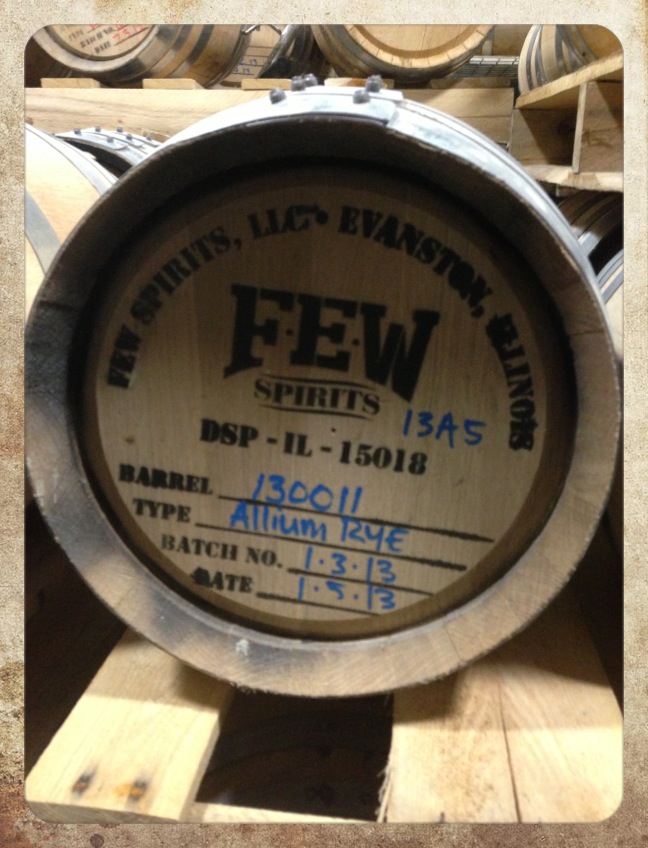 FEW SPIRITS, LLC • EVANSTON, ILLINOIS
F·E·W
SPIRITS
13A5
DSP - IL - 15018
BARREL 130011
TYPE Allium RYE
BATCH NO. 1·3·13
DATE 1·5·13